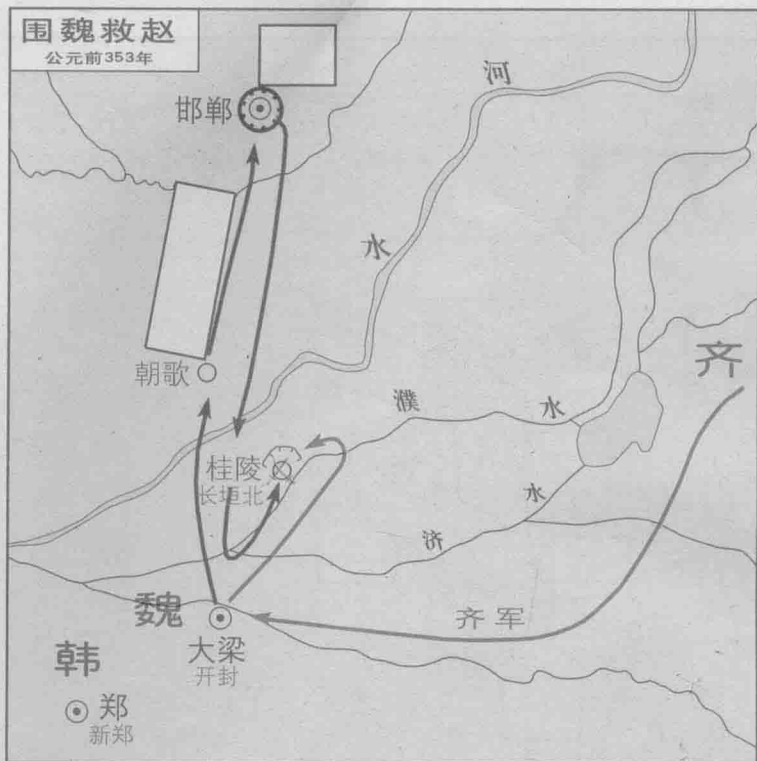 围魏救赵
公元前353年
邯郸
河
水
朝歌
齐
濮
水
桂陵
长垣北
水
济
魏
齐军
大梁
开封
韩
郑
新郑